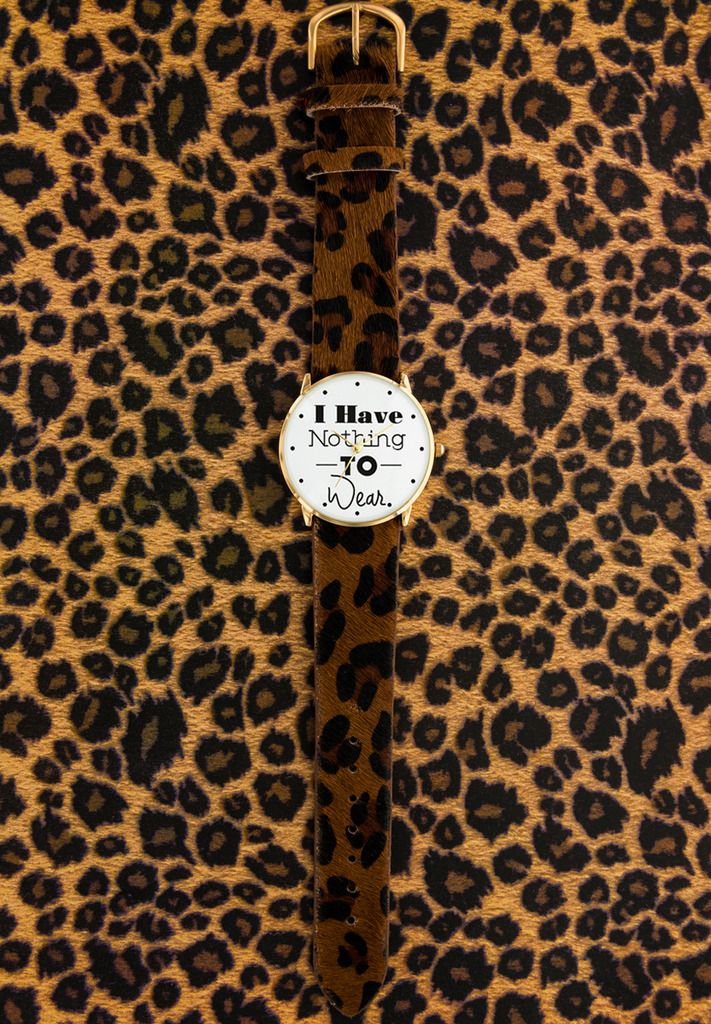 I Have
Nothing
TO
Wear.